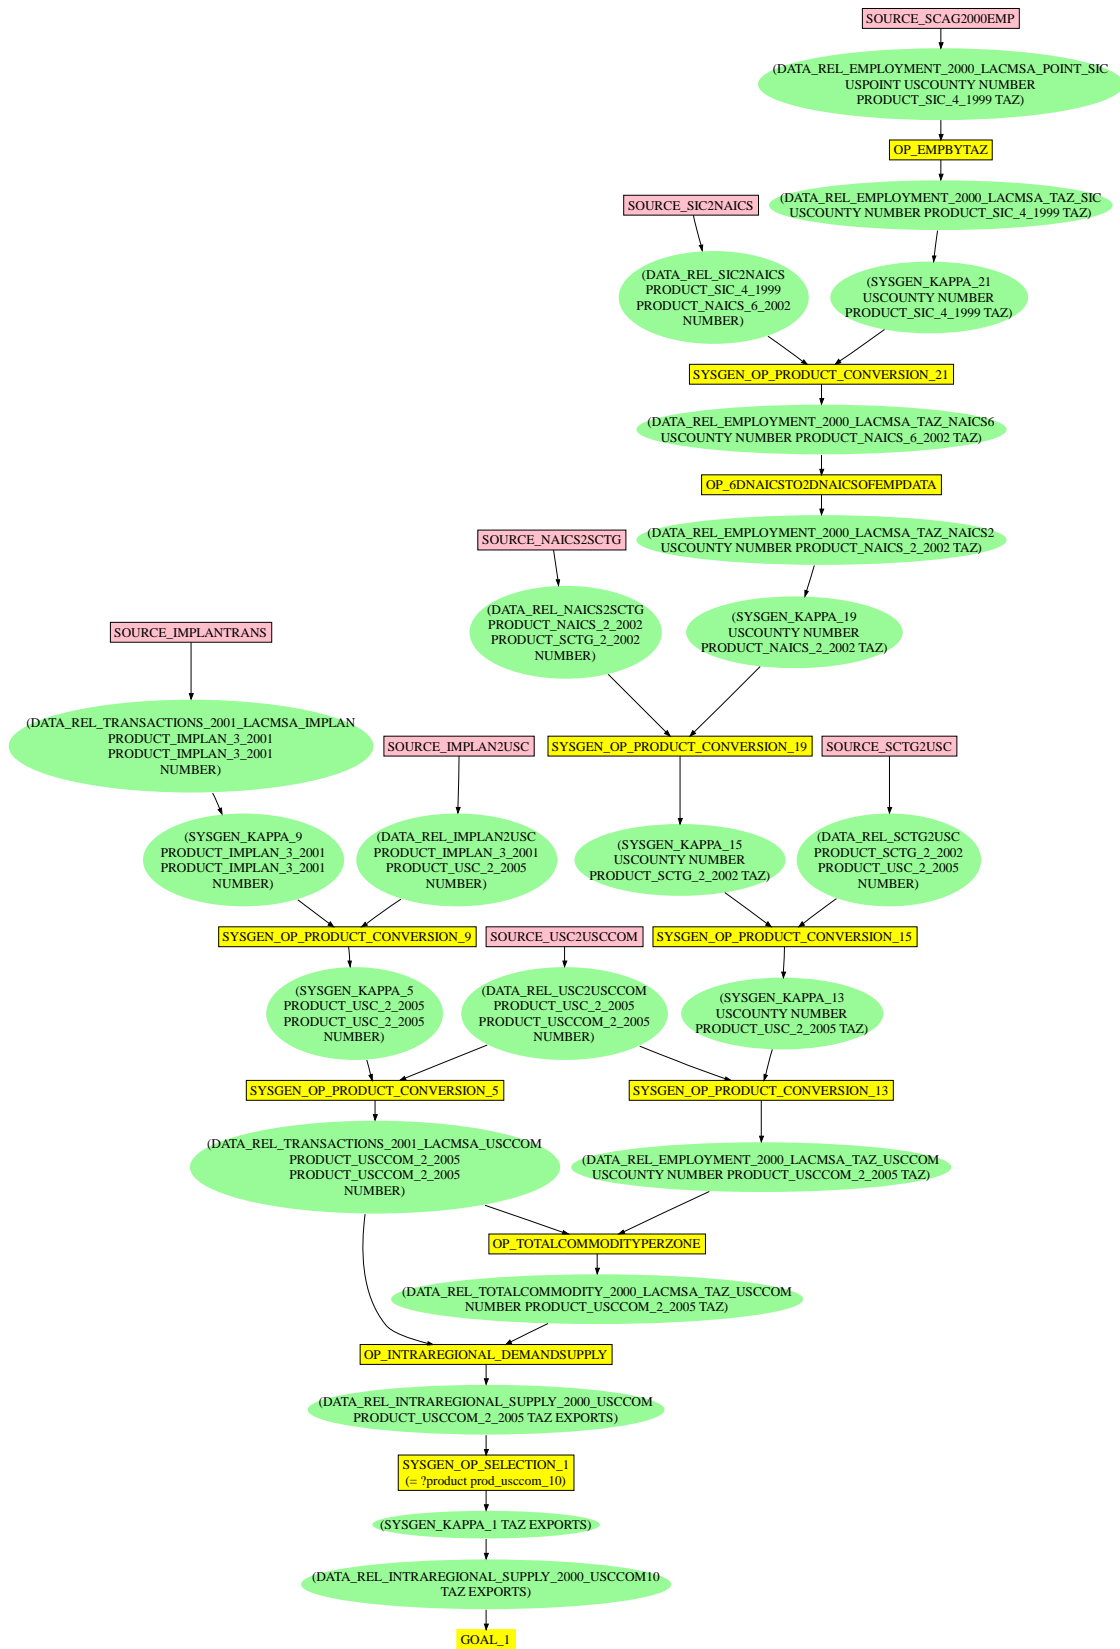 SOURCE_SCAG2000EMP
(DATA_REL_EMPLOYMENT_2000_LACMSA_POINT_SIC
USPOINT USCOUNTY NUMBER
PRODUCT_SIC_4_1999 TAZ)
OP_EMPBYTAZ
(DATA_REL_EMPLOYMENT_2000_LACMSA_TAZ_SIC
USCOUNTY NUMBER PRODUCT_SIC_4_1999 TAZ)
SOURCE_SIC2NAICS
(DATA_REL_SIC2NAICS
PRODUCT_SIC_4_1999
PRODUCT_NAICS_6_2002
NUMBER)
(SYSGEN_KAPPA_21
USCOUNTY NUMBER
PRODUCT_SIC_4_1999 TAZ)
SYSGEN_OP_PRODUCT_CONVERSION_21
(DATA_REL_EMPLOYMENT_2000_LACMSA_TAZ_NAICS6
USCOUNTY NUMBER PRODUCT_NAICS_6_2002 TAZ)
OP_6DNAICSTO2DNAICSOFEMPDATA
(DATA_REL_EMPLOYMENT_2000_LACMSA_TAZ_NAICS2
USCOUNTY NUMBER PRODUCT_NAICS_2_2002 TAZ)
SOURCE_NAICS2SCTG
(DATA_REL_NAICS2SCTG
PRODUCT_NAICS_2_2002
PRODUCT_SCTG_2_2002
NUMBER)
(SYSGEN_KAPPA_19
USCOUNTY NUMBER
PRODUCT_NAICS_2_2002 TAZ)
SOURCE_IMPLANTRANS
(DATA_REL_TRANSACTIONS_2001_LACMSA_IMPLAN
PRODUCT_IMPLAN_3_2001
PRODUCT_IMPLAN_3_2001
NUMBER)
SOURCE_IMPLAN2USC
SYSGEN_OP_PRODUCT_CONVERSION_19
SOURCE_SCTG2USC
(SYSGEN_KAPPA_9
PRODUCT_IMPLAN_3_2001
PRODUCT_IMPLAN_3_2001
NUMBER)
(DATA_REL_IMPLAN2USC
PRODUCT_IMPLAN_3_2001
PRODUCT_USC_2_2005
NUMBER)
(SYSGEN_KAPPA_15
USCOUNTY NUMBER
PRODUCT_SCTG_2_2002 TAZ)
(DATA_REL_SCTG2USC
PRODUCT_SCTG_2_2002
PRODUCT_USC_2_2005
NUMBER)
SYSGEN_OP_PRODUCT_CONVERSION_9
SOURCE_USC2USCCOM
SYSGEN_OP_PRODUCT_CONVERSION_15
(SYSGEN_KAPPA_5
PRODUCT_USC_2_2005
PRODUCT_USC_2_2005
NUMBER)
(DATA_REL_USC2USCCOM
PRODUCT_USC_2_2005
PRODUCT_USCCOM_2_2005
NUMBER)
(SYSGEN_KAPPA_13
USCOUNTY NUMBER
PRODUCT_USC_2_2005 TAZ)
SYSGEN_OP_PRODUCT_CONVERSION_5
SYSGEN_OP_PRODUCT_CONVERSION_13
(DATA_REL_TRANSACTIONS_2001_LACMSA_USCCOM
PRODUCT_USCCOM_2_2005
PRODUCT_USCCOM_2_2005
NUMBER)
(DATA_REL_EMPLOYMENT_2000_LACMSA_TAZ_USCCOM
USCOUNTY NUMBER PRODUCT_USCCOM_2_2005 TAZ)
OP_TOTALCOMMODITYPERZONE
(DATA_REL_TOTALCOMMODITY_2000_LACMSA_TAZ_USCCOM
NUMBER PRODUCT_USCCOM_2_2005 TAZ)
OP_INTRAREGIONAL_DEMANDSUPPLY
(DATA_REL_INTRAREGIONAL_SUPPLY_2000_USCCOM
PRODUCT_USCCOM_2_2005 TAZ EXPORTS)
SYSGEN_OP_SELECTION_1
(= ?product prod_usccom_10)
(SYSGEN_KAPPA_1 TAZ EXPORTS)
(DATA_REL_INTRAREGIONAL_SUPPLY_2000_USCCOM10
TAZ EXPORTS)
GOAL_1